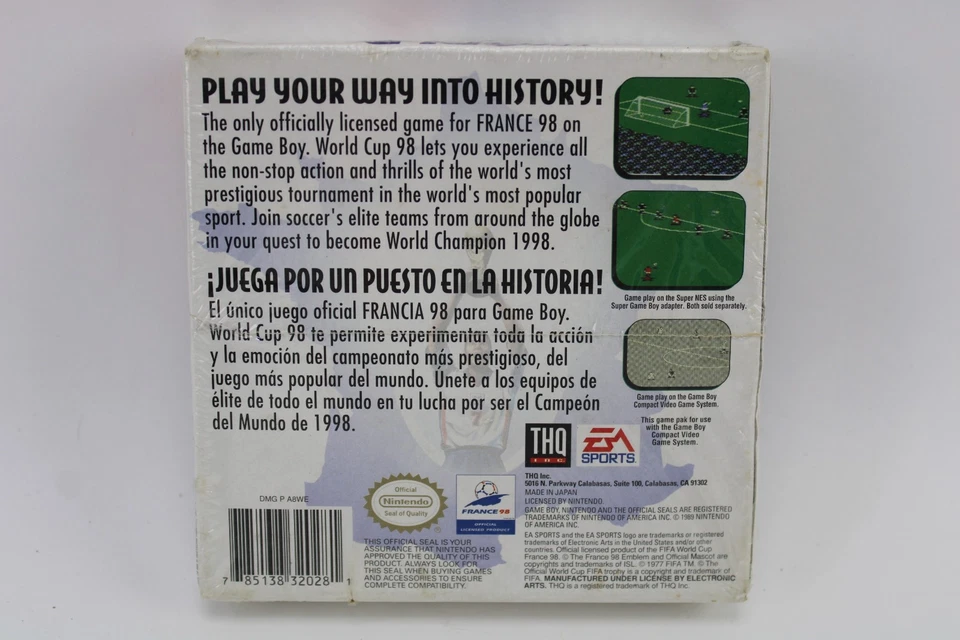 PLAY YOUR WAY INTO HISTORY!
The only officially licensed game for FRANCE 98 on
the Game Boy. World Cup 98 lets you experience all
the non-stop action and thrills of the world's most
prestigious tournament in the world's most popular
sport. Join soccer's elite teams from around the globe
in your quest to become World Champion 1998.
¡JUEGA POR UN PUESTO EN LA HISTORIA!
El único juego oficial FRANCIA 98 para Game Boy.
World Cup 98 te permite experimentar toda la acción
y la emoción del campeonato más prestigioso, del
juego más popular del mundo. Únete a los equipos de
élite de todo el mundo en tu lucha por ser el Campeón
del Mundo de 1998.
Game play on the Super NES using the
Super Game Boy adapter. Both sold separately.
Game play on the Game Boy
Compact Video Game System.
This game pak for use
with the Game Boy
Compact Video
Game System.
THQ
INC.
EA
SPORTS
THQ Inc.
5016 N. Parkway Calabasas, Suite 100, Calabasas, CA 91302
MADE IN JAPAN
LICENSED BY NINTENDO.
GAME BOY, NINTENDO AND THE OFFICIAL SEALS ARE REGISTERED
TRADEMARKS OF NINTENDO OF AMERICA INC. © 1989 NINTENDO
OF AMERICA INC.
EA SPORTS and the EA SPORTS logo are trademarks or registered
trademarks of Electronic Arts in the United States and/or other
countries. Official licensed product of the FIFA World Cup
France 98. © The France 98 Emblem and Official Mascot are
copyrights and trademarks of ISL. © 1977 FIFA TM. © The
Official World Cup FIFA trophy is a copyright and trademark of
FIFA. MANUFACTURED UNDER LICENSE BY ELECTRONIC
ARTS. THQ is a registered trademark of THQ Inc.
DMG P A8WE
Official
Nintendo
Seal of Quality
FRANCE 98
OFFICIAL
LICENSED PRODUCT
THIS OFFICIAL SEAL IS YOUR
ASSURANCE THAT NINTENDO HAS
APPROVED THE QUALITY OF THIS
PRODUCT. ALWAYS LOOK FOR
THIS SEAL WHEN BUYING GAMES
AND ACCESSORIES TO ENSURE
COMPLETE COMPATIBILITY.
7 85138 32028 1